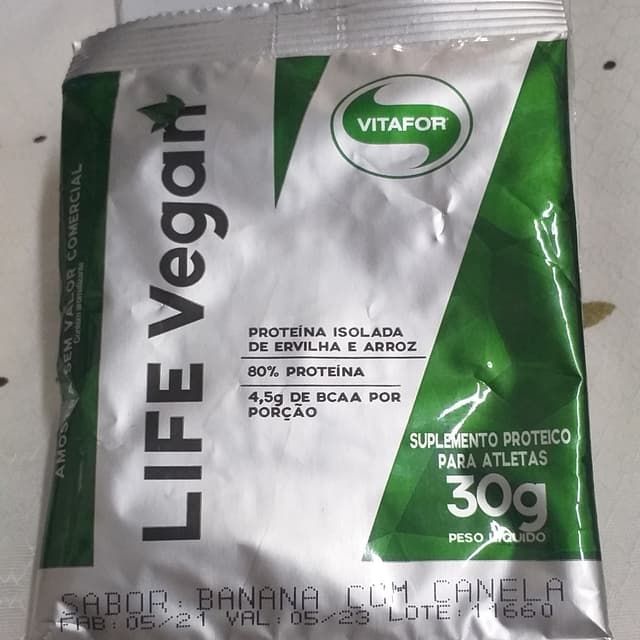 VITAFOR
LIFE Vegan
AMOSTRA SEM VALOR COMERCIAL
Contém aromatizante
PROTEÍNA ISOLADA
DE ERVILHA E ARROZ
80% PROTEÍNA
4,5g DE BCAA POR
PORÇÃO
SUPLEMENTO PROTEICO
PARA ATLETAS
30g
PESO LÍQUIDO
SABOR: BANANA COM CANELA
FAB: 05/21 VAL: 05/23 LOTE: 11660